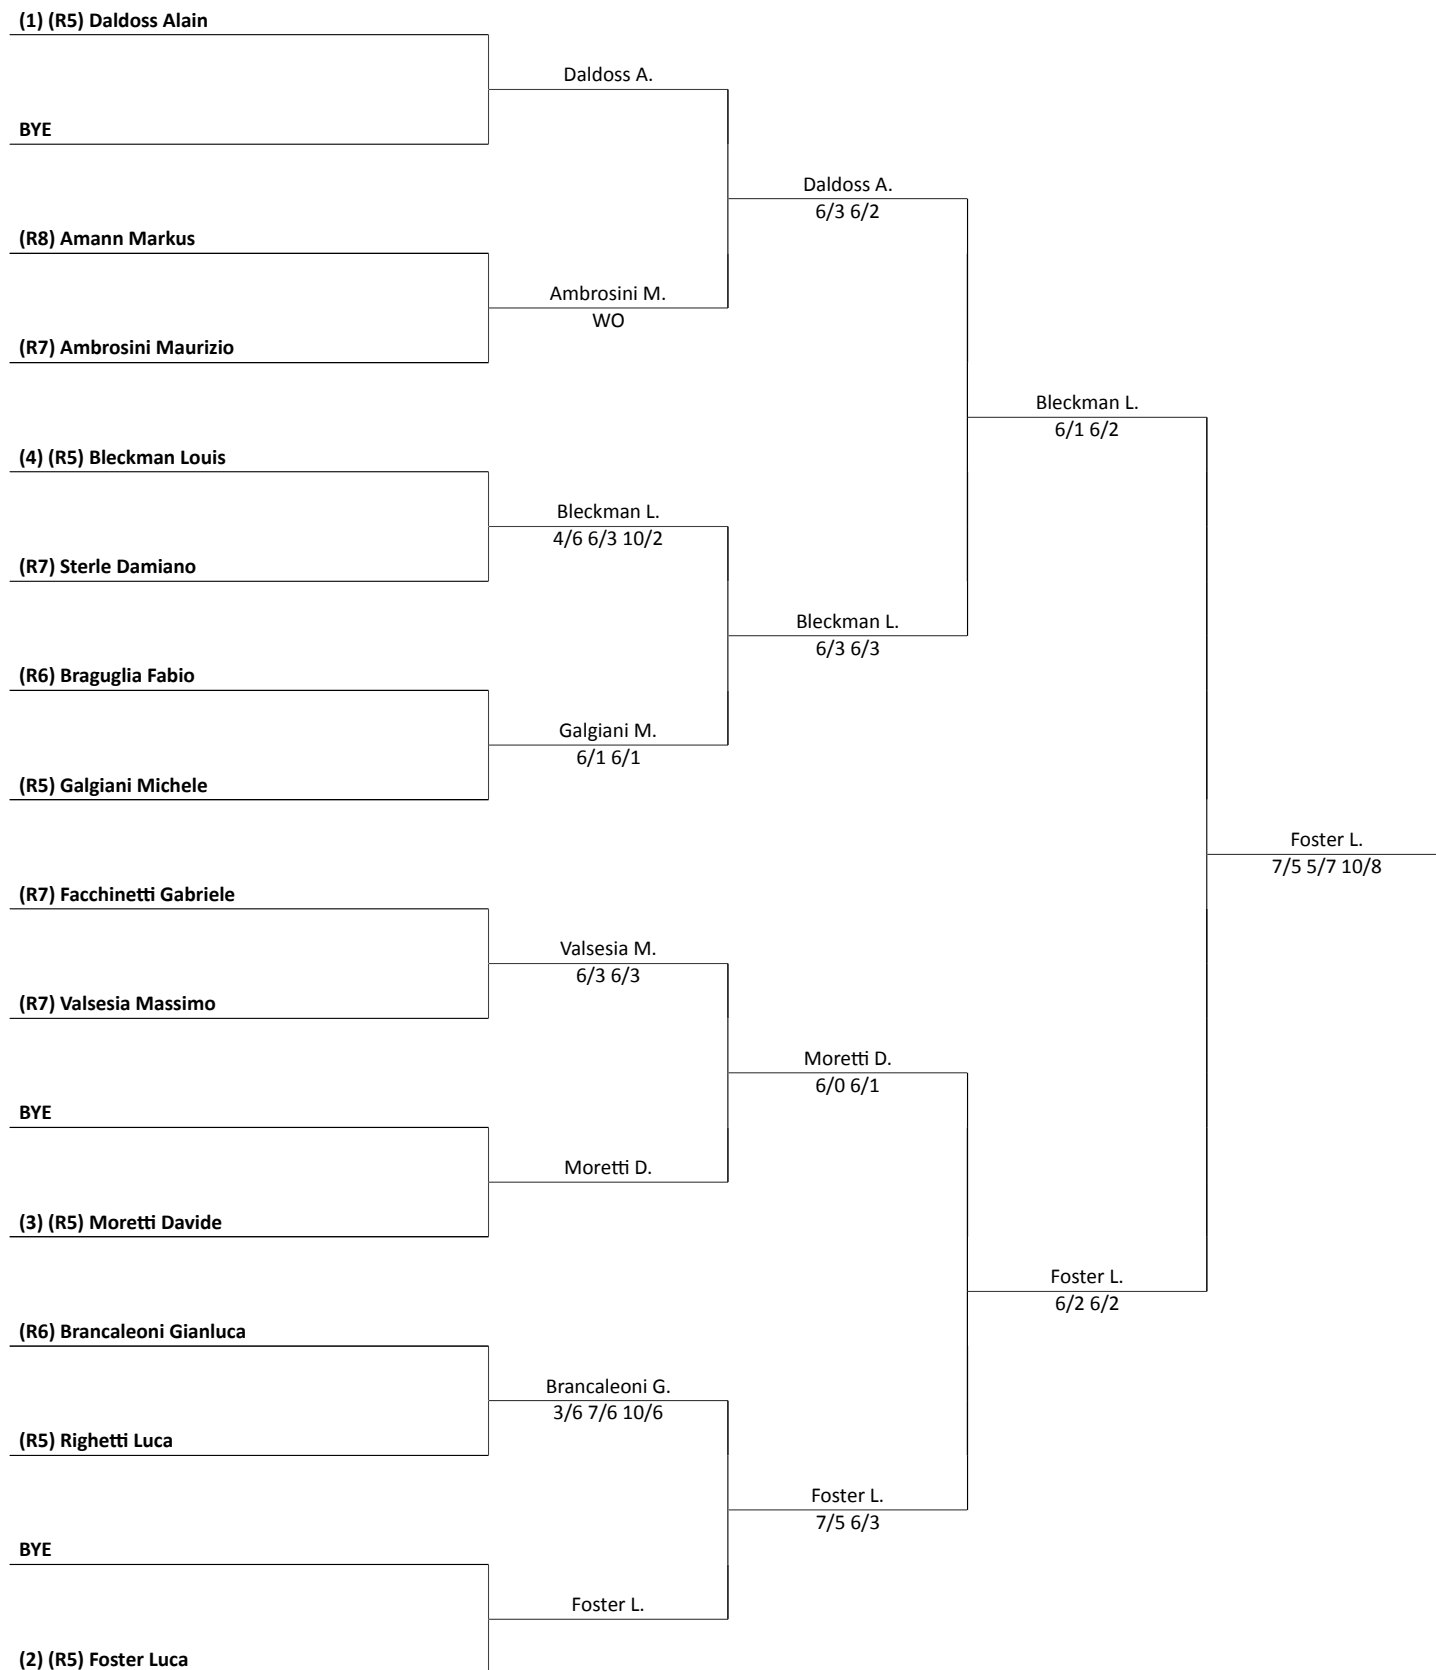 (1) (R5) Daldoss Alain
Daldoss A.
BYE
Daldoss A.
6/3 6/2
(R8) Amann Markus
Ambrosini M.
WO
(R7) Ambrosini Maurizio
Bleckman L.
6/1 6/2
(4) (R5) Bleckman Louis
Bleckman L.
4/6 6/3 10/2
(R7) Sterle Damiano
Bleckman L.
6/3 6/3
(R6) Braguglia Fabio
Galgiani M.
6/1 6/1
(R5) Galgiani Michele
Foster L.
7/5 5/7 10/8
(R7) Facchinetti Gabriele
Valsesia M.
6/3 6/3
(R7) Valsesia Massimo
Moretti D.
6/0 6/1
BYE
Moretti D.
(3) (R5) Moretti Davide
Foster L.
6/2 6/2
(R6) Brancaleoni Gianluca
Brancaleoni G.
3/6 7/6 10/6
(R5) Righetti Luca
Foster L.
7/5 6/3
BYE
Foster L.
(2) (R5) Foster Luca